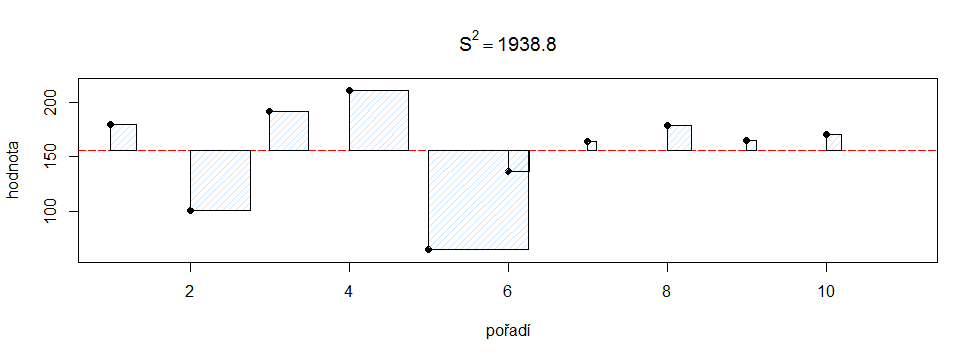 S² = 1938.8
hodnota
200
150
100
2 4 6 8 10
pořadí